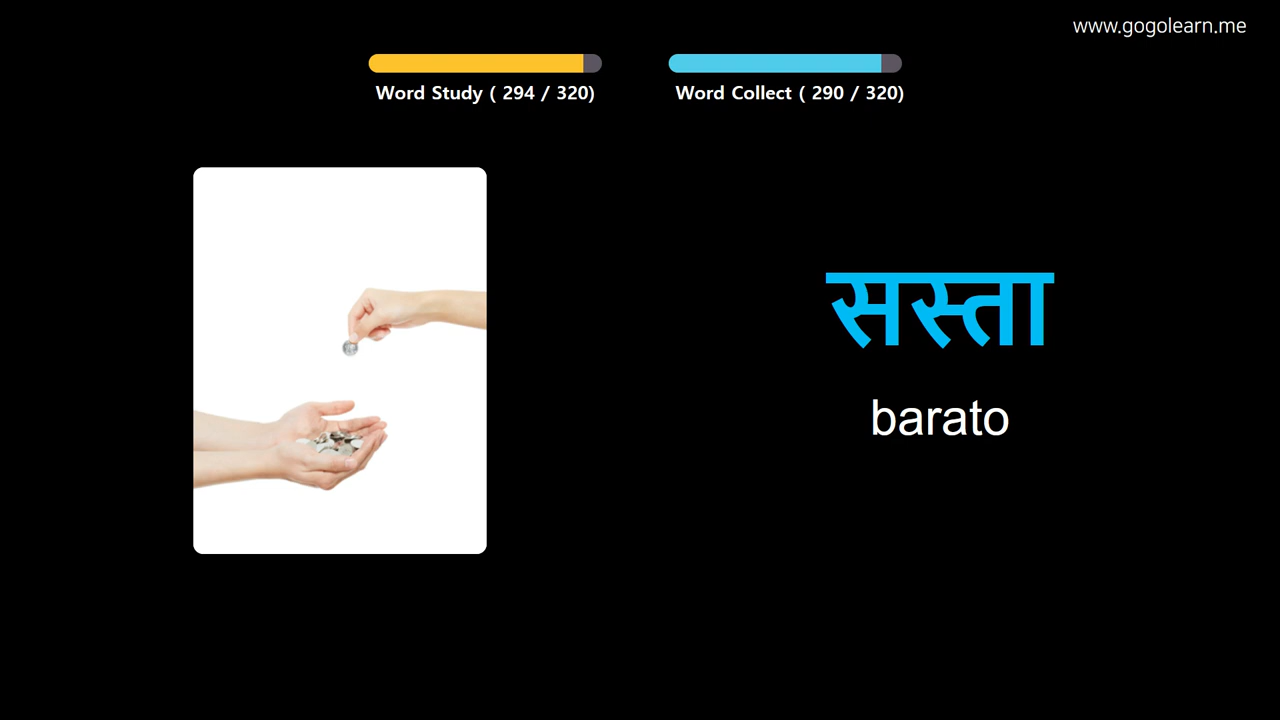 www.gogolearn.me
Word Study ( 294 / 320)
Word Collect ( 290 / 320)
सस्ता
barato